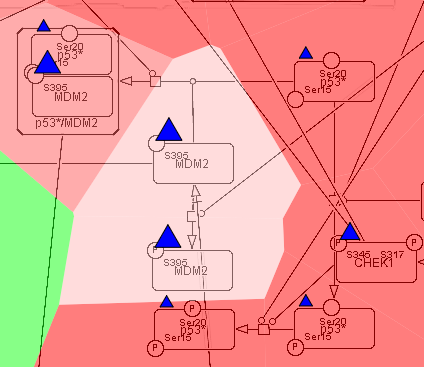 Ser20
p53*
Ser15
S395
MDM2
p53*/MDM2
Ser20
p53*
Ser15
S395
MDM2
P
S395
MDM2
S345 S317
CHEK1
P
P
P
Ser20
p53*
Ser15
P
Ser20
p53*
Ser15
P